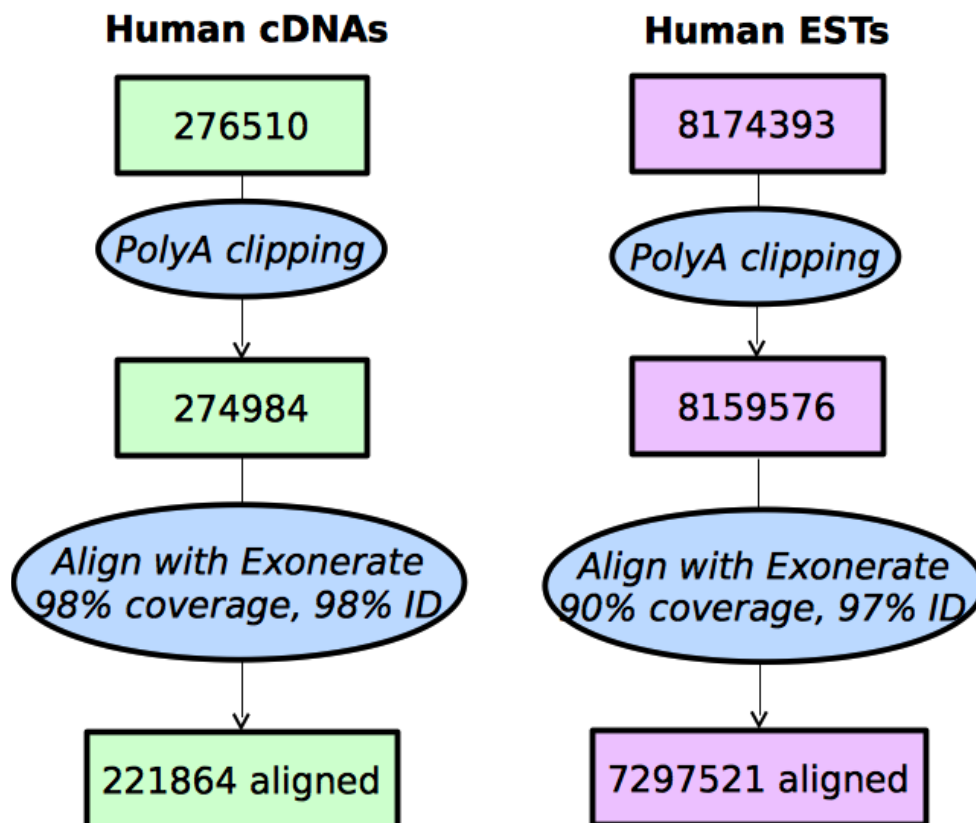 Human cDNAs
276510
PolyA clipping
274984
Align with Exonerate
98% coverage, 98% ID
221864 aligned
Human ESTs
8174393
PolyA clipping
8159576
Align with Exonerate
90% coverage, 97% ID
7297521 aligned